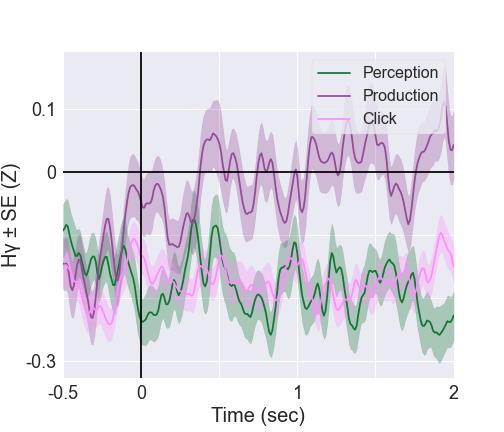 Perception
Production
Click
0.1
0
-0.3
Hγ ± SE (Z)
-0.5
0
1
2
Time (sec)